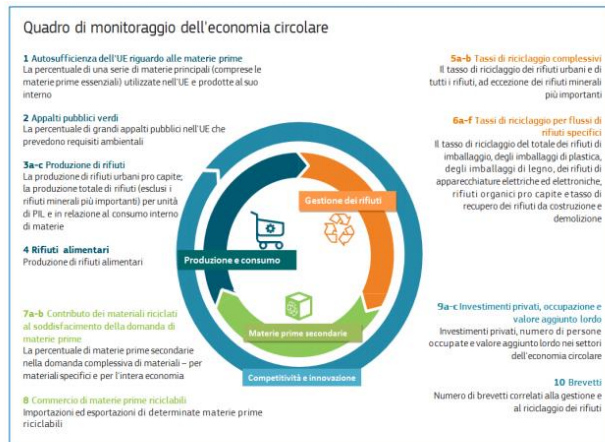 Quadro di monitoraggio dell'economia circolare
1 Autosufficienza dell'UE riguardo alle materie prime
La percentuale di una serie di materie principali (comprese le
materie prime essenziali) utilizzate nell'UE e prodotte al suo
interno
2 Appalti pubblici verdi
La percentuale di grandi appalti pubblici nell'UE che
prevedono requisiti ambientali
3a-c Produzione di rifiuti
La produzione di rifiuti urbani pro capite;
la produzione totale di rifiuti (esclusi i
rifiuti minerali più importanti) per unità
di PIL e in relazione al consumo interno
di materie
4 Rifiuti alimentari
Produzione di rifiuti alimentari
7a-b Contributo dei materiali riciclati
al soddisfacimento della domanda di
materie prime
La percentuale di materie prime secondarie
nella domanda complessiva di materiali – per
materiali specifici e per l'intera economia
8 Commercio di materie prime riciclabili
Importazioni ed esportazioni di determinate materie prime
riciclabili
Gestione dei rifiuti
Produzione e consumo
Materie prime secondarie
Competitività e innovazione
5a-b Tassi di riciclaggio complessivi
Il tasso di riciclaggio dei rifiuti urbani e di
tutti i rifiuti, ad eccezione dei rifiuti minerali
più importanti
6a-f Tassi di riciclaggio per flussi di
rifiuti specifici
Il tasso di riciclaggio del totale dei rifiuti di
imballaggio, degli imballaggi di plastica,
degli imballaggi di legno, dei rifiuti di
apparecchiature elettriche ed elettroniche,
rifiuti organici pro capite e tasso di
recupero dei rifiuti da costruzione e
demolizione
9a-c Investimenti privati, occupazione e
valore aggiunto lordo
Investimenti privati, numero di persone
occupate e valore aggiunto lordo nei settori
dell'economia circolare
10 Brevetti
Numero di brevetti correlati alla gestione e
al riciclaggio dei rifiuti